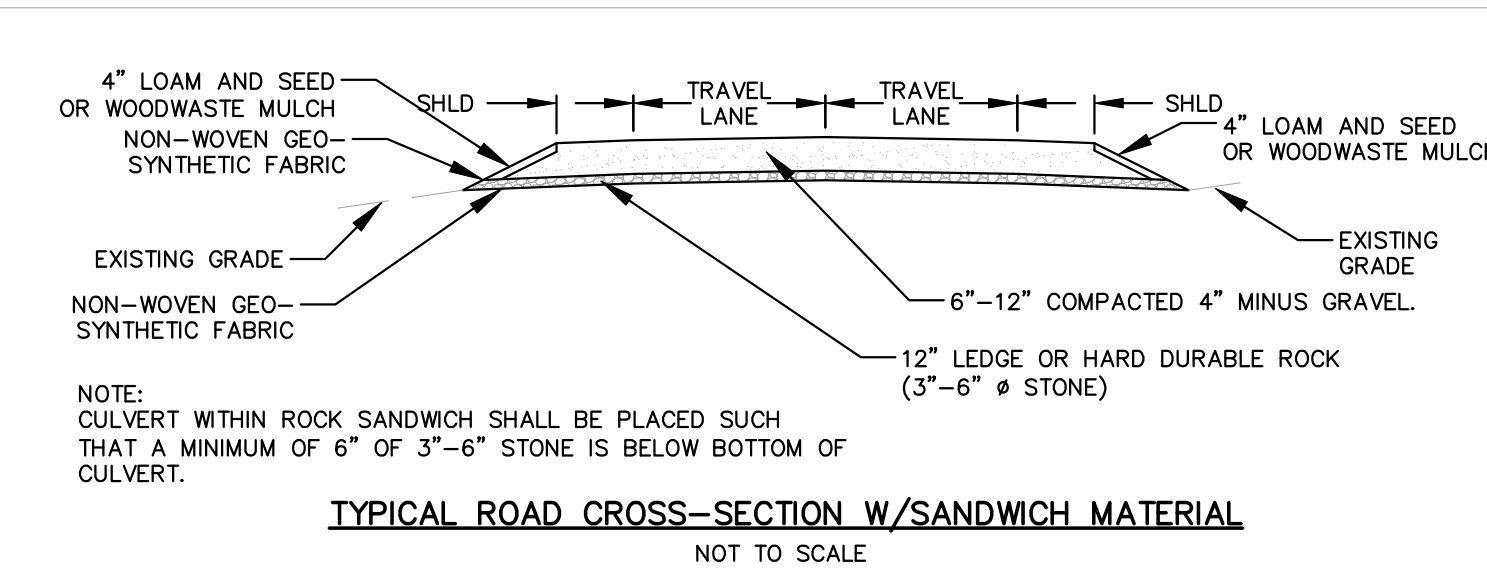 4” LOAM AND SEED
OR WOODWASTE MULCH
NON–WOVEN GEO–
SYNTHETIC FABRIC
SHLD
TRAVEL
LANE
TRAVEL
LANE
SHLD
4” LOAM AND SEED
OR WOODWASTE MULCH
EXISTING GRADE
EXISTING
GRADE
NON–WOVEN GEO–
SYNTHETIC FABRIC
6”–12” COMPACTED 4” MINUS GRAVEL.
12” LEDGE OR HARD DURABLE ROCK
(3”–6” Ø STONE)
NOTE:
CULVERT WITHIN ROCK SANDWICH SHALL BE PLACED SUCH
THAT A MINIMUM OF 6” OF 3”–6” STONE IS BELOW BOTTOM OF
CULVERT.
TYPICAL ROAD CROSS–SECTION W/SANDWICH MATERIAL
NOT TO SCALE